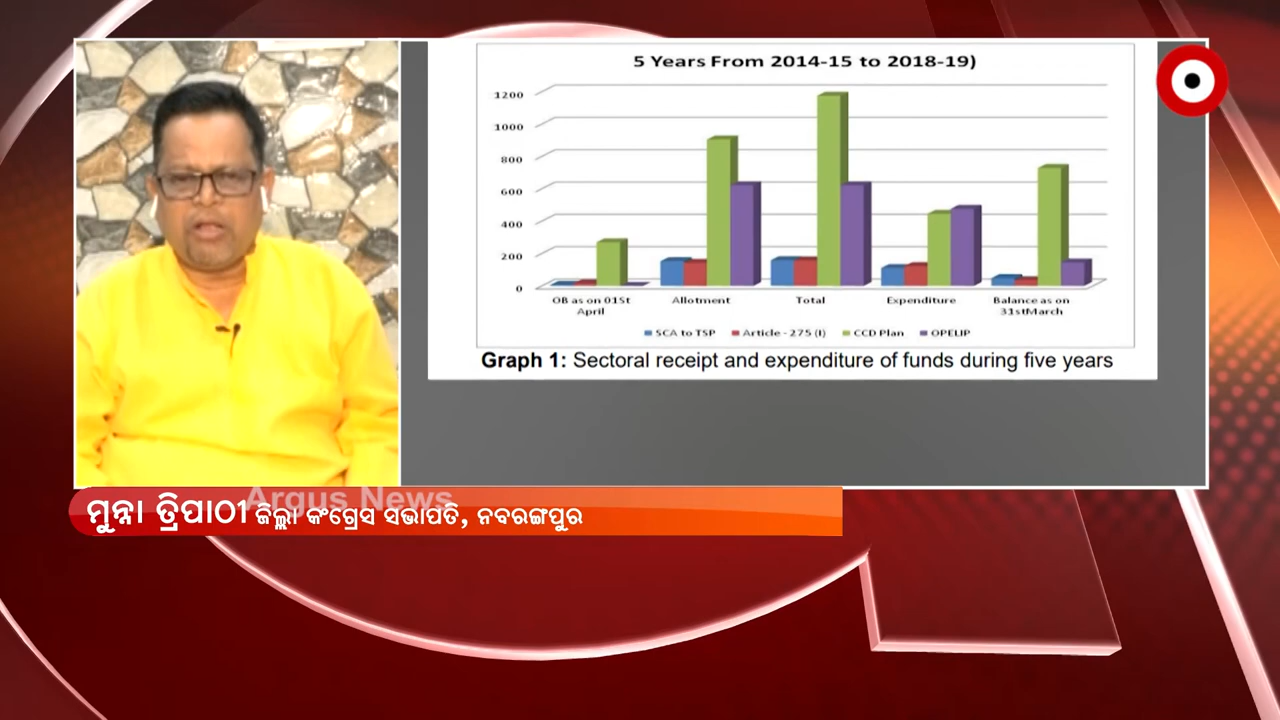 5 Years From 2014-15 to 2018-19)
1200
1000
800
600
400
200
0
OB as on 01St April
Allotment
Total
Expenditure
Balance as on 31stMarch
SCA to TSP
Article - 275 (I)
CCD Plan
OPELIP
Graph 1: Sectoral receipt and expenditure of funds during five years
Argus News
ମୁନ୍ନା ତ୍ରିପାଠୀ ଜିଲ୍ଲା କଂଗ୍ରେସ ସଭାପତି, ନବରଙ୍ଗପୁର